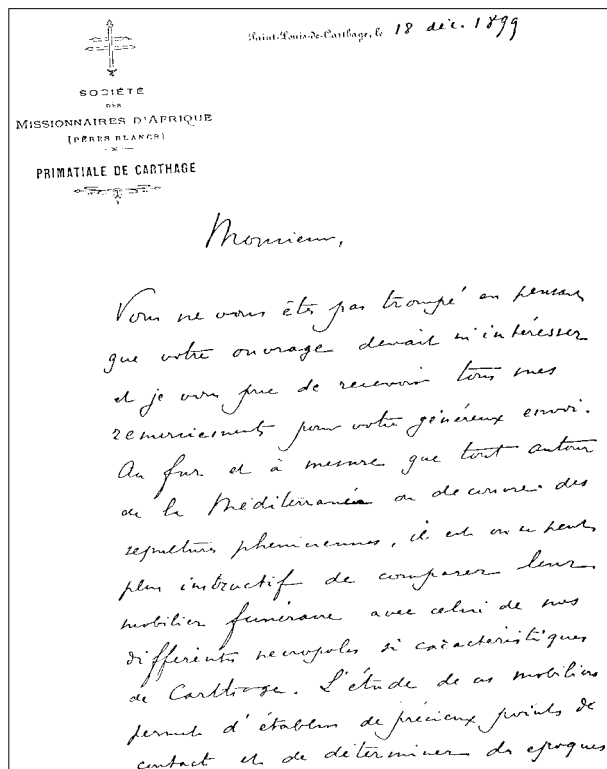 Saint-Louis-de-Carthage, le 18 déc. 1899
SOCIÉTÉ
DES
MISSIONNAIRES D'AFRIQUE
(PÈRES BLANCS)
PRIMATIALE DE CARTHAGE
Monsieur,
Vous ne vous êtes pas trompé en pensant
que votre ouvrage devait m'intéresser
et je vous prie de recevoir tous mes
remerciements pour votre généreux envoi.
Au fur et à mesure que tout autour
de la Méditerranée on découvre des
sépultures phéniciennes, il est on ne peut
plus instructif de comparer leur
mobilier funéraire avec celui de nos
différents necropoles si caractéristiques
de Carthage. L'étude de ces mobiliers
permet d'établir de précieux points de
contact et de déterminer des époques